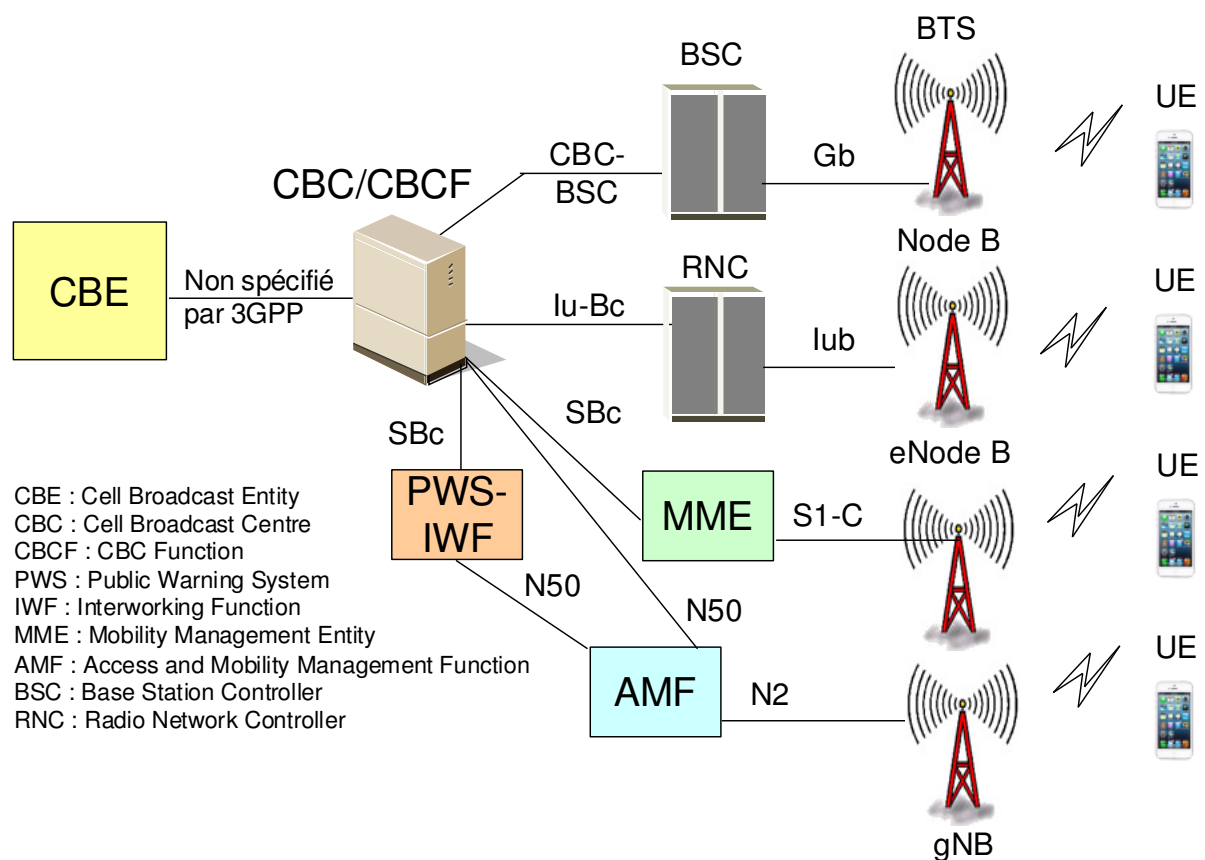 BTS
BSC
UE
CBC-
BSC
Gb
CBC/CBCF
Node B
CBE
Non spécifié
par 3GPP
RNC
UE
Iu-Bc
Iub
SBc
SBc
eNode B
UE
PWS-
IWF
MME
S1-C
CBE : Cell Broadcast Entity
CBC : Cell Broadcast Centre
CBCF : CBC Function
PWS : Public Warning System
IWF : Interworking Function
MME : Mobility Management Entity
AMF : Access and Mobility Management Function
BSC : Base Station Controller
RNC : Radio Network Controller
N50
N50
UE
AMF
N2
gNB